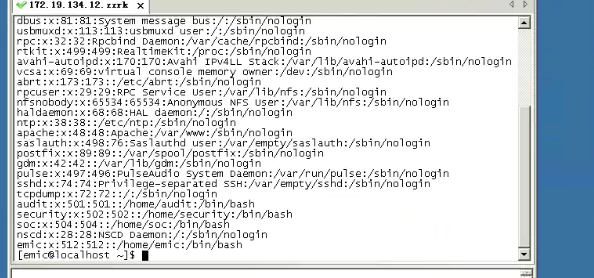 172.19.134.12.zzrk
dbus:x:81:81:System message bus:/:/sbin/nologin
usbmuxd:x:113:113:usbmuxd user:/:/sbin/nologin
rpc:x:32:32:Rpcbind Daemon:/var/cache/rpcbind:/sbin/nologin
rtkit:x:499:499:RealtimeKit:/proc:/sbin/nologin
avahi-autoipd:x:170:170:Avahi IPv4LL Stack:/var/lib/avahi-autoipd:/sbin/nologin
vcsa:x:69:69:virtual console memory owner:/dev:/sbin/nologin
abrt:x:173:173::/etc/abrt:/sbin/nologin
rpcuser:x:29:29:RPC Service User:/var/lib/nfs:/sbin/nologin
nfsnobody:x:65534:65534:Anonymous NFS User:/var/lib/nfs:/sbin/nologin
haldaemon:x:68:68:HAL daemon:/:/sbin/nologin
ntp:x:38:38::/etc/ntp:/sbin/nologin
apache:x:48:48:Apache:/var/www:/sbin/nologin
saslauth:x:498:76:Saslauthd user:/var/empty/saslauth:/sbin/nologin
postfix:x:89:89::/var/spool/postfix:/sbin/nologin
gdm:x:42:42::/var/lib/gdm:/sbin/nologin
pulse:x:497:496:PulseAudio System Daemon:/var/run/pulse:/sbin/nologin
sshd:x:74:74:Privilege-separated SSH:/var/empty/sshd:/sbin/nologin
tcpdump:x:72:72::/:/sbin/nologin
audit:x:501:501::/home/audit:/bin/bash
security:x:502:502::/home/security:/bin/bash
soc:x:504:504::/home/soc:/bin/bash
nscd:x:28:28:NSCD Daemon:/:/sbin/nologin
emic:x:512:512::/home/emic:/bin/bash
[emic@localhost ~]$